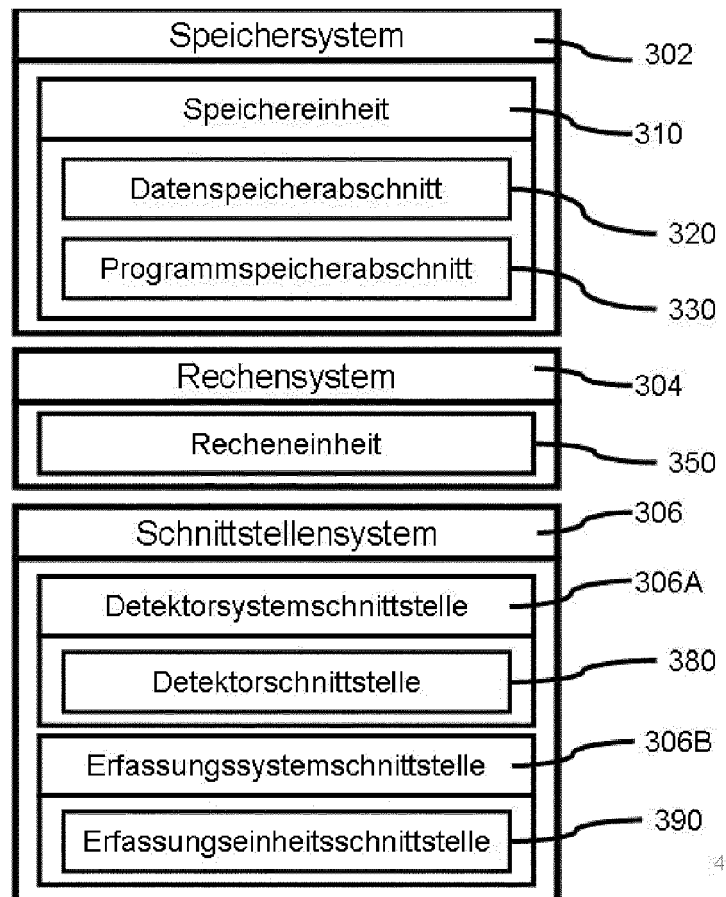 Speichersystem
302
Speichereinheit
310
Datenspeicherabschnitt
320
Programmspeicherabschnitt
330
Rechensystem
304
Recheneinheit
350
Schnittstellensystem
306
Detektorsystemschnittstelle
306A
Detektorschnittstelle
380
Erfassungssystemschnittstelle
306B
Erfassungseinheitsschnittstelle
390
4